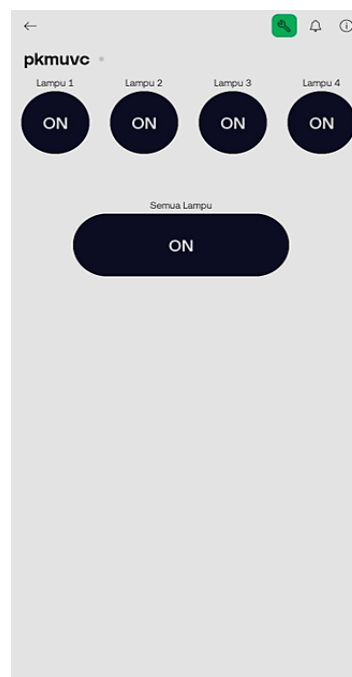 pkmuvc
Lampu 1 Lampu 2 Lampu 3 Lampu 4
ON ON ON ON
Semua Lampu
ON